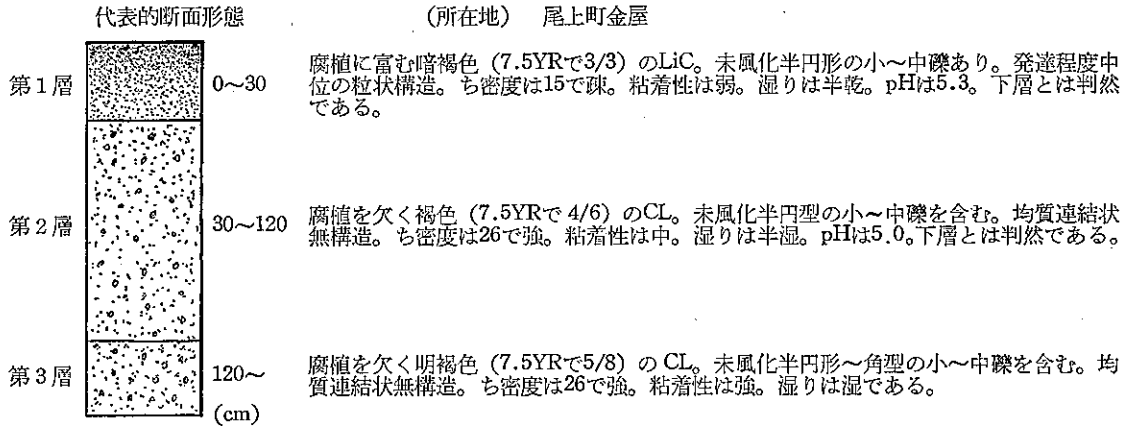 代表的断面形態 (所在地) 尾上町金屋
第1層 0~30 腐植に富む暗褐色 (7.5YRで3/3) のLiC。未風化半円形の小~中礫あり。発達程度中
位の粒状構造。ち密度は15で疎。粘着性は弱。湿りは半乾。pHは5.3。下層とは判然
である。
第2層 30~120 腐植を欠く褐色 (7.5YRで 4/6) のCL。未風化半円型の小~中礫を含む。均質連結状
無構造。ち密度は26で強。粘着性は中。湿りは半湿。pHは5.0。下層とは判然である。
第3層 120~ 腐植を欠く明褐色 (7.5YRで5/8) の CL。未風化半円形~角型の小~中礫を含む。均
質連結状無構造。ち密度は26で強。粘着性は強。湿りは湿である。
(cm)